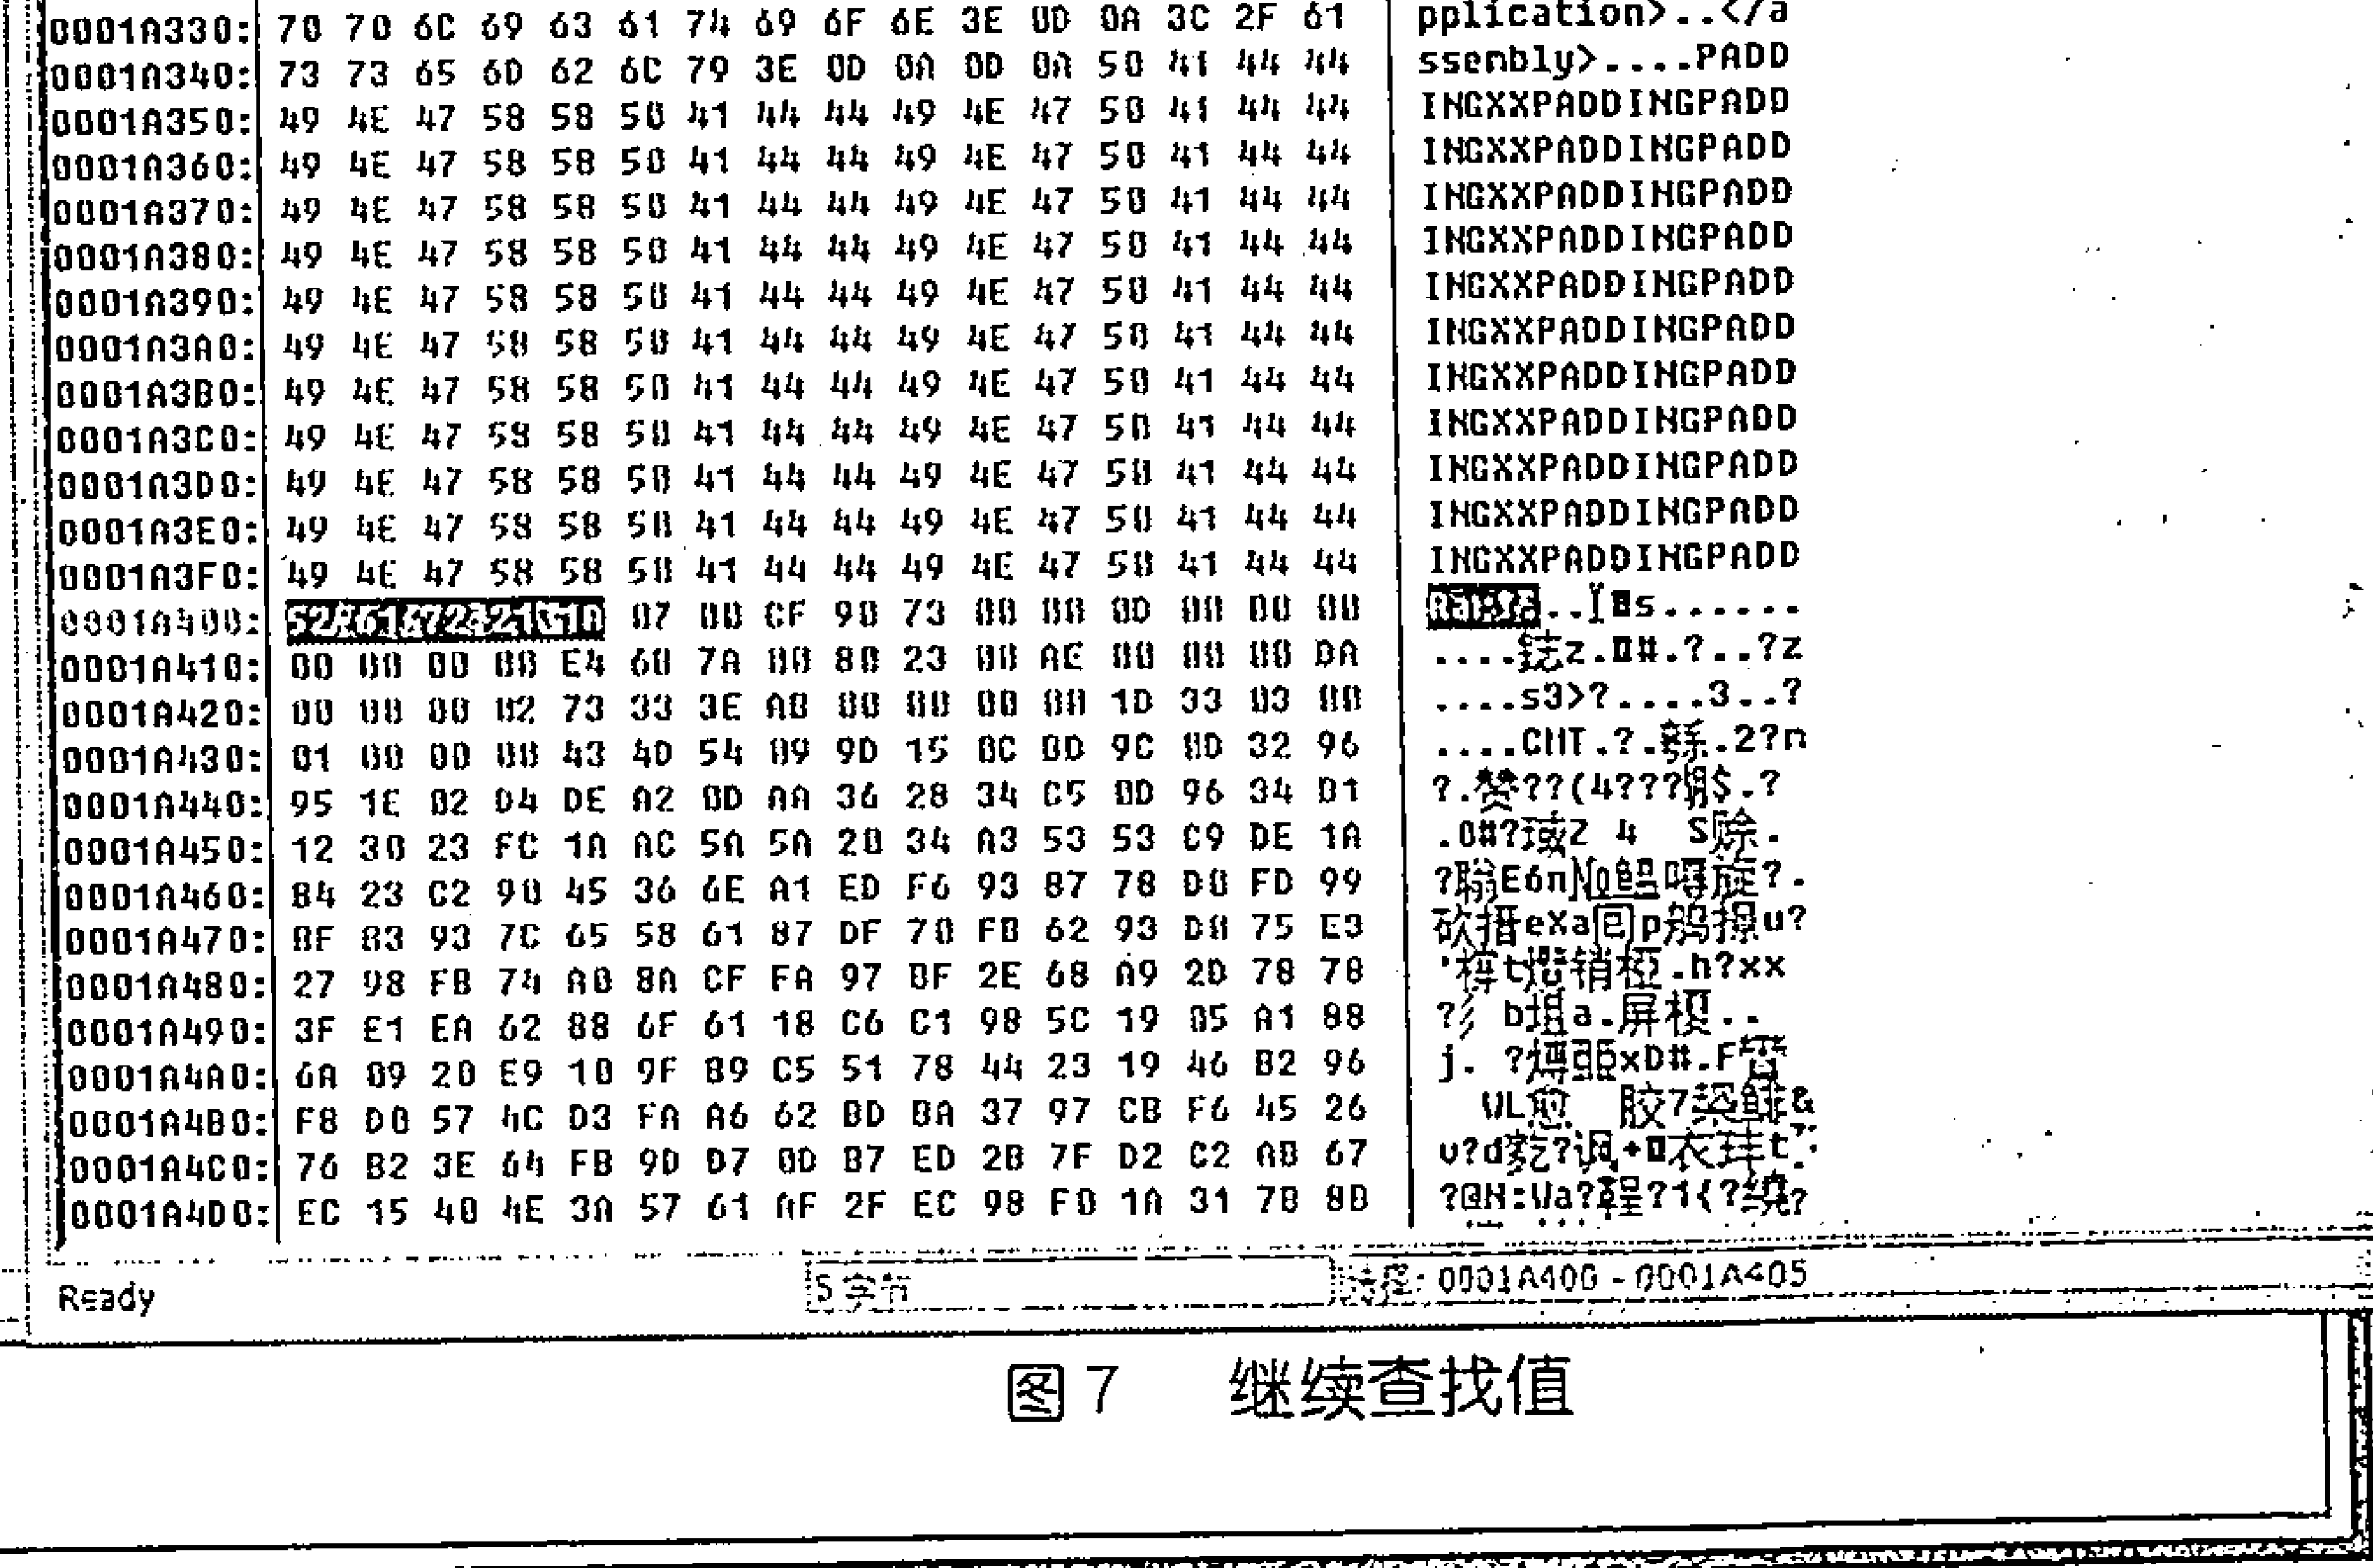 0001A330: 70 70 6C 69 63 61 74 69 6F 6E 3E 0D 0A 3C 2F 61 pplication>..</a
0001A340: 73 73 65 6D 62 6C 79 3E 0D 0A 0D 0A 50 41 44 44 ssembly>....PADD
0001A350: 49 4E 47 58 58 50 41 44 44 49 4E 47 50 41 44 44 INGXXPADDINGPADD
0001A360: 49 4E 47 58 58 50 41 44 44 49 4E 47 50 41 44 44 INGXXPADDINGPADD
0001A370: 49 4E 47 58 58 50 41 44 44 49 4E 47 50 41 44 44 INGXXPADDINGPADD
0001A380: 49 4E 47 58 58 50 41 44 44 49 4E 47 50 41 44 44 INGXXPADDINGPADD
0001A390: 49 4E 47 58 58 50 41 44 44 49 4E 47 50 41 44 44 INGXXPADDINGPADD
0001A3A0: 49 4E 47 58 58 50 41 44 44 49 4E 47 50 41 44 44 INGXXPADDINGPADD
0001A3B0: 49 4E 47 58 58 50 41 44 44 49 4E 47 50 41 44 44 INGXXPADDINGPADD
0001A3C0: 49 4E 47 58 58 50 41 44 44 49 4E 47 50 41 44 44 INGXXPADDINGPADD
0001A3D0: 49 4E 47 58 58 50 41 44 44 49 4E 47 50 41 44 44 INGXXPADDINGPADD
0001A3E0: 49 4E 47 58 58 50 41 44 44 49 4E 47 50 41 44 44 INGXXPADDINGPADD
0001A3F0: 49 4E 47 58 58 50 41 44 44 49 4E 47 50 41 44 44 INGXXPADDINGPADD
0001A400: 52 61 72 21 1A 07 00 CF 90 73 00 00 0D 00 00 00
0001A410: 00 00 00 00 E4 60 7A 00 80 23 00 AE 00 00 00 DA
0001A420: 00 00 00 02 73 33 3E A0 00 00 00 00 1D 33 03 00 ....s3>?....3..?
0001A430: 01 00 00 00 43 4D 54 09 9D 15 0C DD 9C 0D 32 96
0001A440: 95 1E 02 D4 DE A2 0D AA 36 28 34 C5 0D 96 34 D1
0001A450: 12 30 23 FC 1A AC 5A 5A 20 34 A3 53 53 C9 DE 1A
0001A460: 84 23 C2 90 45 36 6E A1 ED F6 93 87 78 D0 FD 99
0001A470: 8F 83 93 7C 65 58 61 87 DF 70 FB 62 93 D8 75 E3
0001A480: 27 98 FB 74 A0 8A CF FA 97 BF 2E 68 A9 2D 78 78
0001A490: 3F E1 EA 62 88 6F 61 18 C6 C1 98 5C 19 05 A1 88
0001A4A0: 6A 09 20 E9 10 9F B9 C5 51 78 44 23 19 46 B2 96
0001A4B0: F8 D0 57 4C D3 FA A6 62 BD BA 37 97 CB F6 45 26
0001A4C0: 76 B2 3E 64 FB 9D D7 0D B7 ED 2B 7F D2 C2 AB 67
0001A4D0: EC 15 40 4E 3A 57 61 AF 2F EC 98 FD 1A 31 7B 8B
Ready 5 字节 选择: 0001A400 - 0001A405
图 7 继续查找值